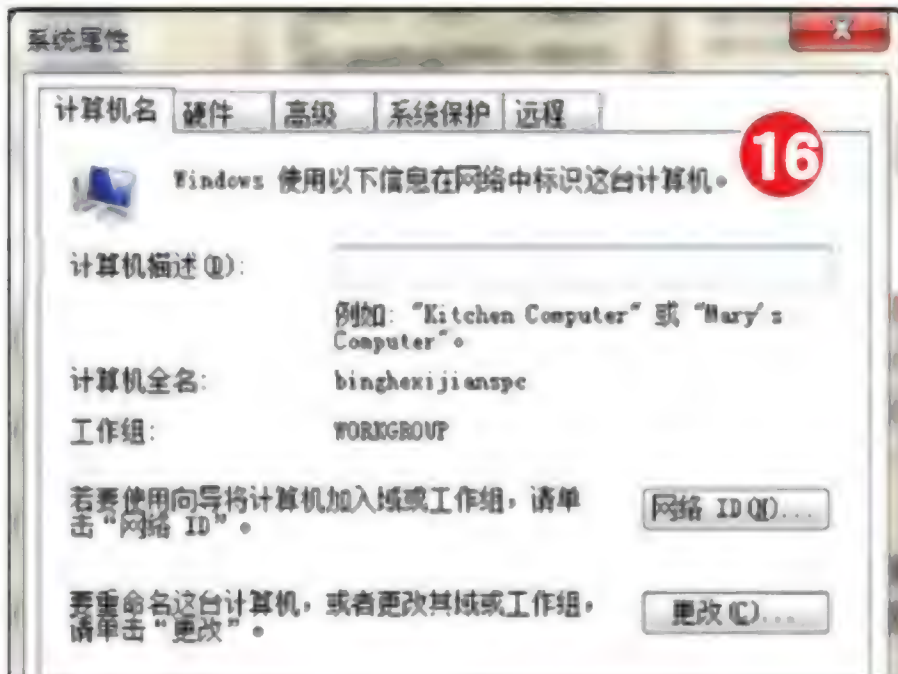 系统属性
计算机名 硬件 高级 系统保护 远程
16
Windows 使用以下信息在网络中标识这台计算机。
计算机描述(D):
例如: "Kitchen Computer" 或 "Mary's
Computer"。
计算机全名: binghexijianspc
工作组: WORKGROUP
若要使用向导将计算机加入域或工作组，请单
击“网络 ID”。
网络 ID(N)...
要重命名这台计算机，或者更改其域或工作组，
请单击“更改”。
更改(C)...